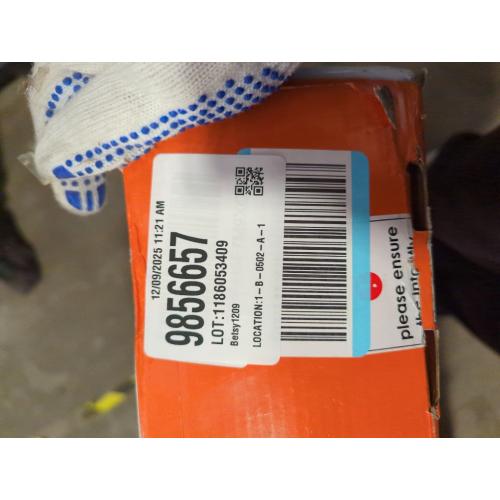 12/09/2025 11:21 AM
9856657
LOT:1186053409
Betsy1209
LOCATION:1-B-0502-A-1
please ensure